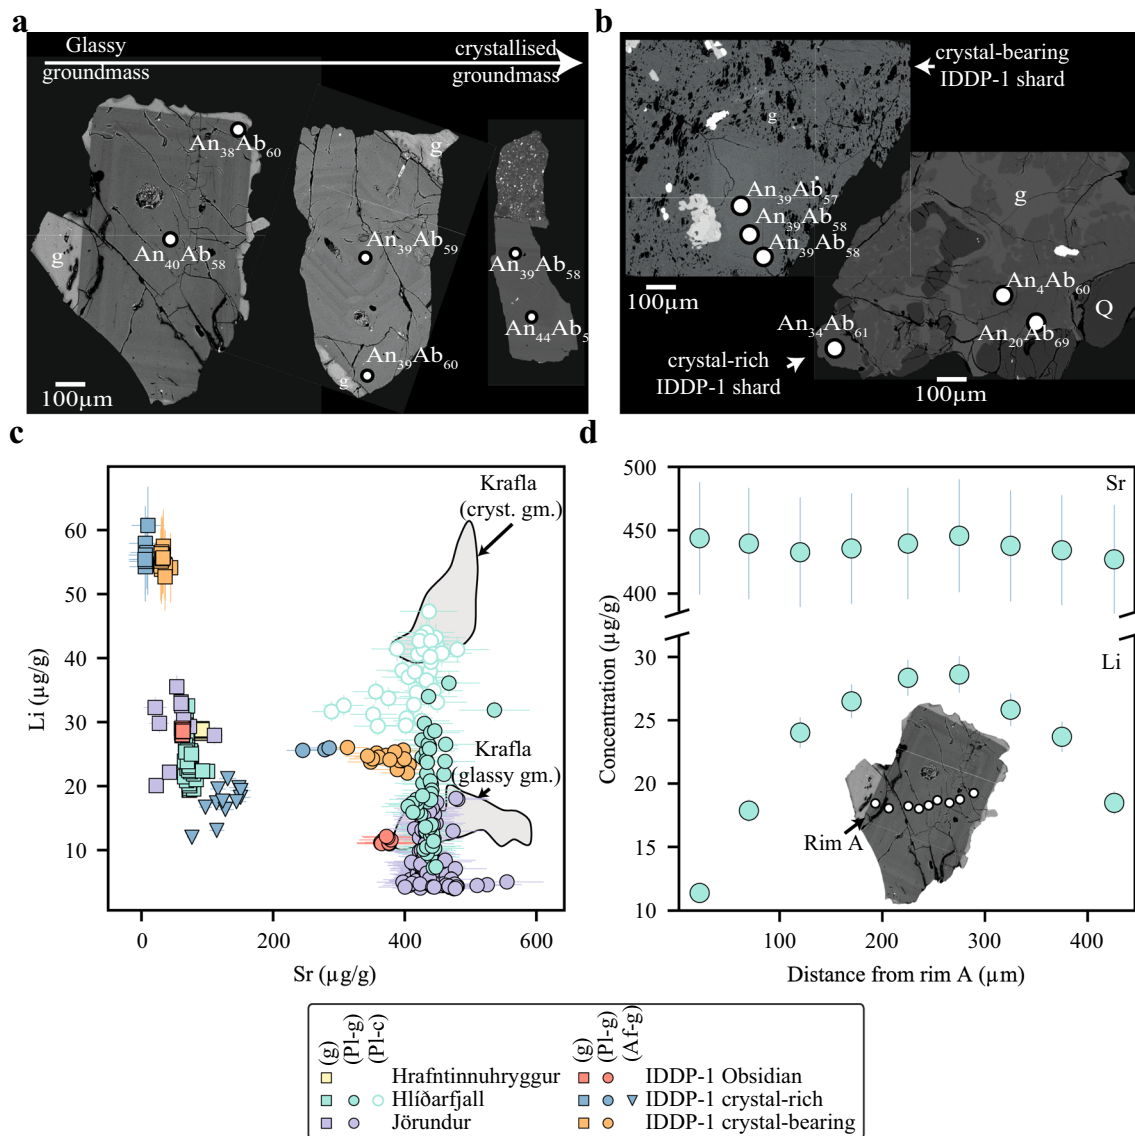 a
Glassy
groundmass
crystallised
groundmass
An38Ab60
An40Ab58
g
g
An39Ab59
An39Ab60
g
An39Ab58
An44Ab5
100µm
b
crystal-bearing
IDDP-1 shard
g
An39Ab57
An39Ab58
An39Ab58
100µm
g
An4Ab60
Q
An20Ab69
An34Ab61
crystal-rich
IDDP-1 shard
100µm
c
Krafla
(cryst. gm.)
Krafla
(glassy gm.)
60
50
40
30
20
10
Li (µg/g)
0
200
400
600
Sr (µg/g)
d
500
450
400
30
25
20
15
10
Concentration (µg/g)
Sr
Li
Rim A
100
200
300
400
Distance from rim A (µm)
(g)
(Pl-g)
(Pl-c)
(g)
(Pl-g)
(Af-g)
Hrafntinnuhryggur
IDDP-1 Obsidian
Hlíðarfjall
IDDP-1 crystal-rich
Jörundur
IDDP-1 crystal-bearing